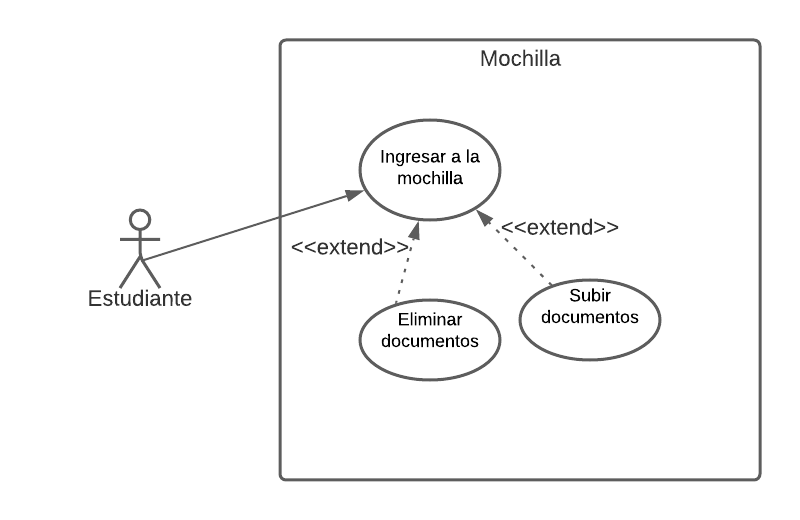 Mochilla
Ingresar a la
mochilla
<<extend>>
<<extend>>
Estudiante
Eliminar
documentos
Subir
documentos